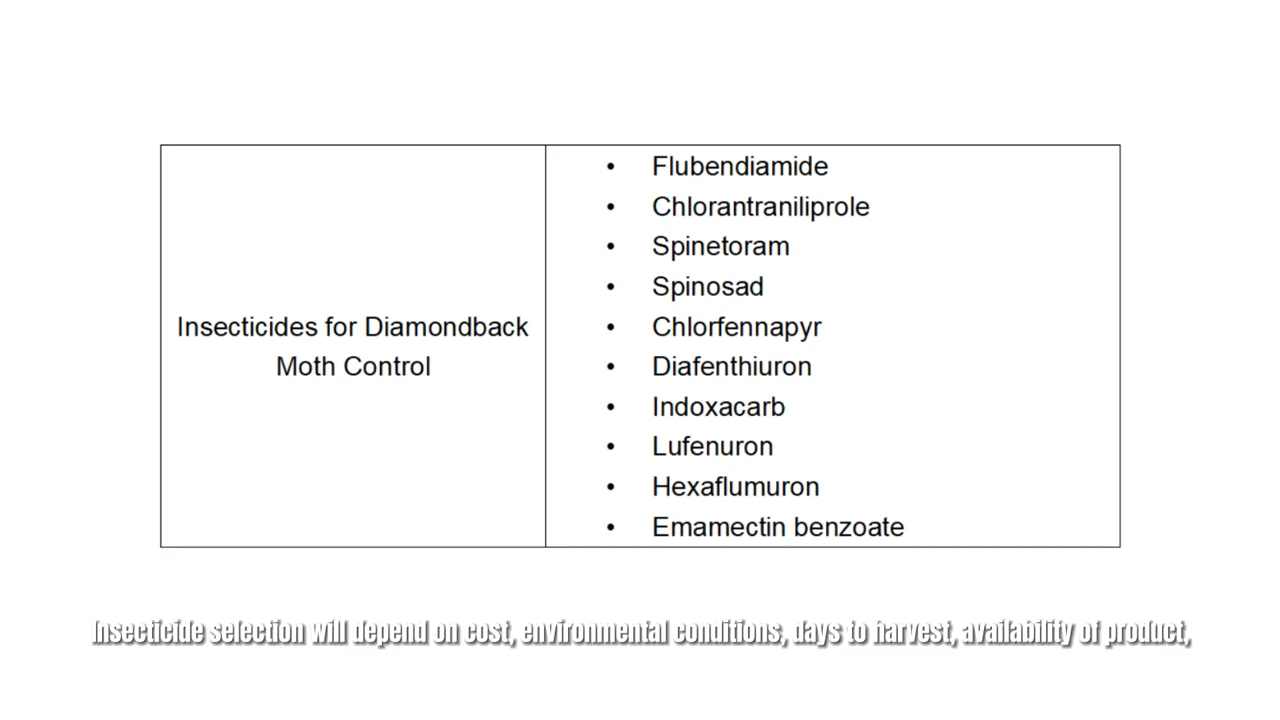 Insecticides for Diamondback
Moth Control
• Flubendiamide
• Chlorantraniliprole
• Spinetoram
• Spinosad
• Chlorfennapyr
• Diafenthiuron
• Indoxacarb
• Lufenuron
• Hexaflumuron
• Emamectin benzoate
Insecticide selection will depend on cost, environmental conditions, days to harvest, availability of product,